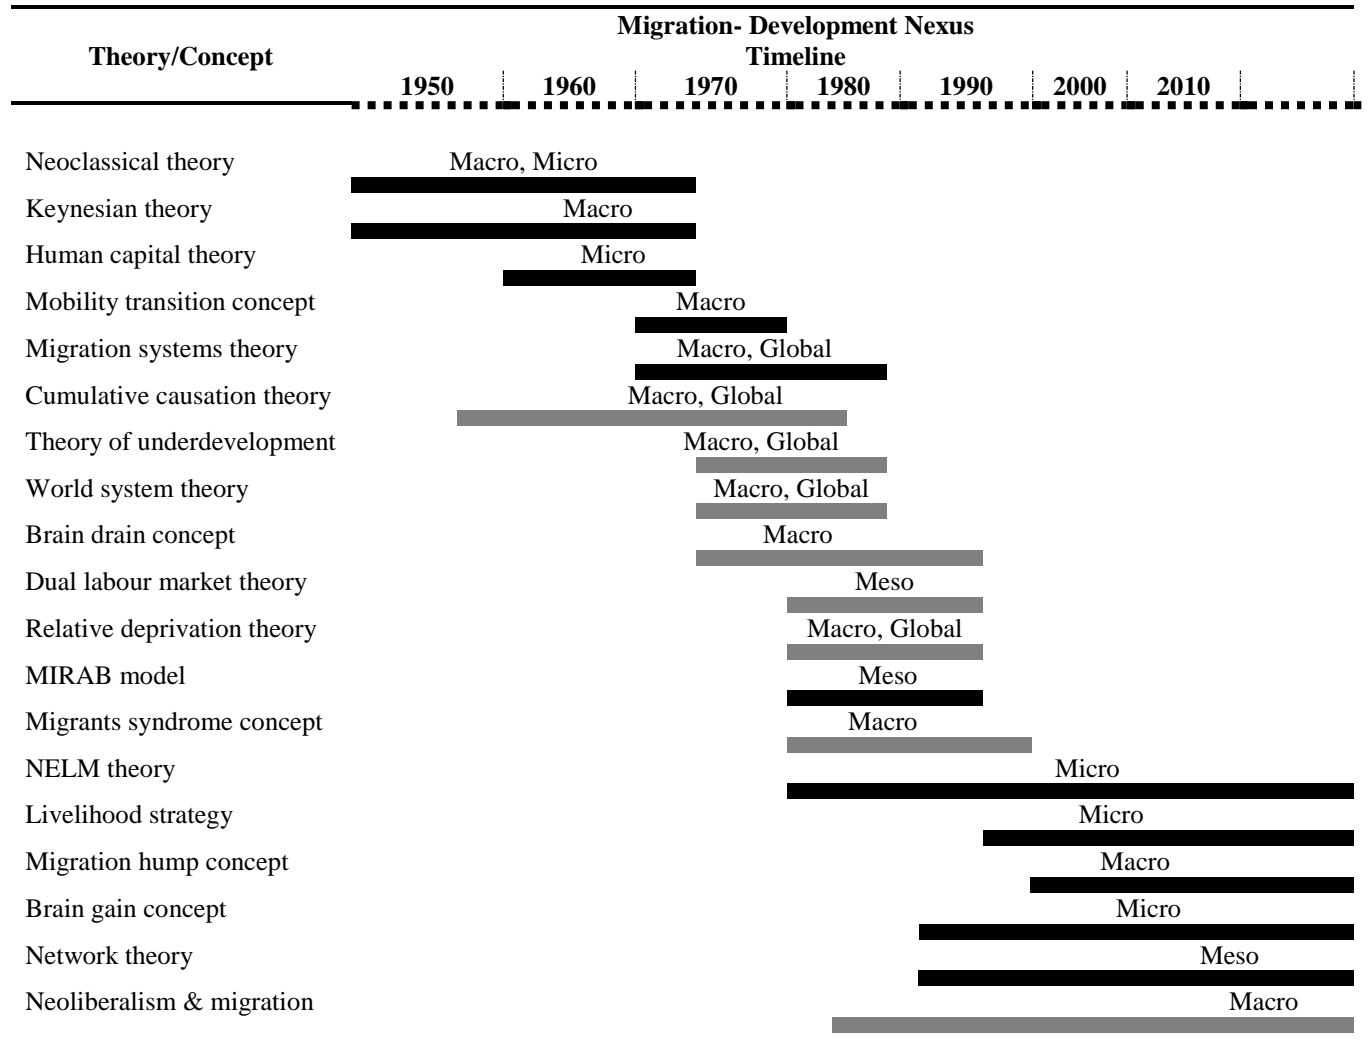 Migration- Development Nexus
Theory/Concept Timeline
1950 1960 1970 1980 1990 2000 2010
Neoclassical theory Macro, Micro
Keynesian theory Macro
Human capital theory Micro
Mobility transition concept Macro
Migration systems theory Macro, Global
Cumulative causation theory Macro, Global
Theory of underdevelopment Macro, Global
World system theory Macro, Global
Brain drain concept Macro
Dual labour market theory Meso
Relative deprivation theory Macro, Global
MIRAB model Meso
Migrants syndrome concept Macro
NELM theory Micro
Livelihood strategy Micro
Migration hump concept Macro
Brain gain concept Micro
Network theory Meso
Neoliberalism & migration Macro